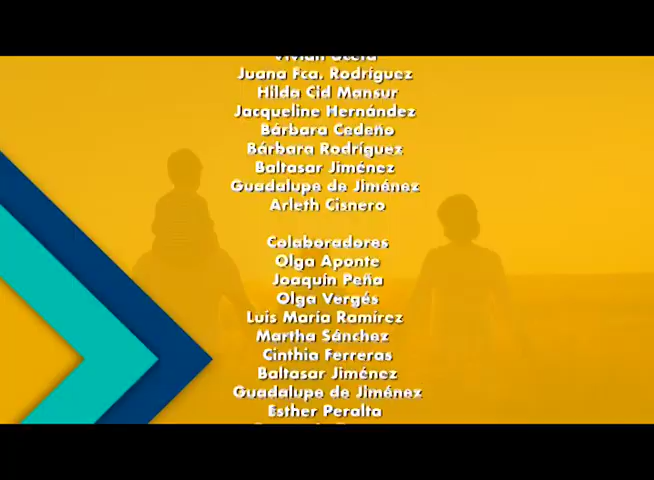 Juana Fca. Rodríguez
Hilda Cid Mansur
Jacqueline Hernández
Bárbara Cedeño
Bárbara Rodríguez
Baltasar Jiménez
Guadalupe de Jiménez
Arleth Cisnero
Colaboradores
Olga Aponte
Joaquín Peña
Olga Vergés
Luis María Ramírez
Martha Sánchez
Cinthia Ferreras
Baltasar Jiménez
Guadalupe de Jiménez
Esther Peralta